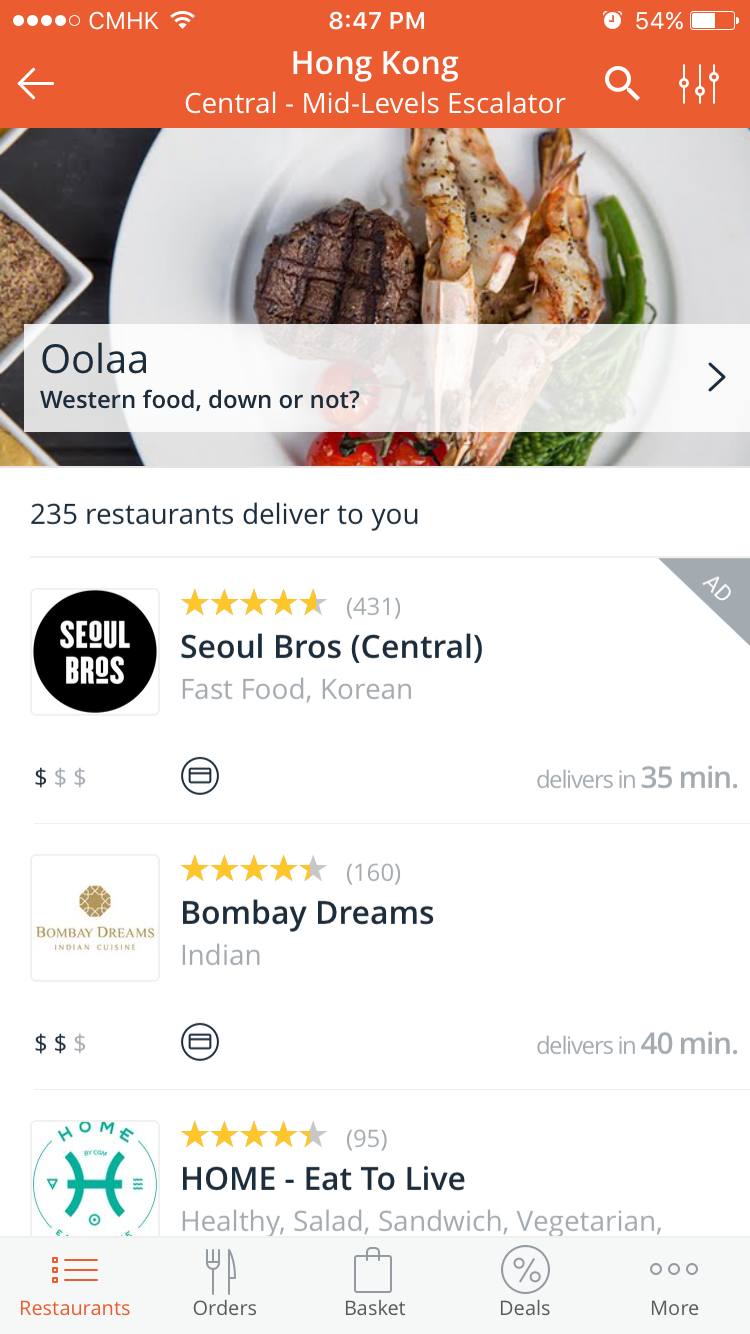 CMHK 8:47 PM 54%
Hong Kong
Central - Mid-Levels Escalator
Oolaa
Western food, down or not?
235 restaurants deliver to you
AD
SEOUL
BROS
(431)
Seoul Bros (Central)
Fast Food, Korean
$ $ $
delivers in 35 min.
BOMBAY DREAMS
INDIAN CUISINE
(160)
Bombay Dreams
Indian
$ $ $
delivers in 40 min.
HOME
BY CGM
(95)
HOME - Eat To Live
Healthy, Salad, Sandwich, Vegetarian,
Restaurants
Orders
Basket
Deals
More